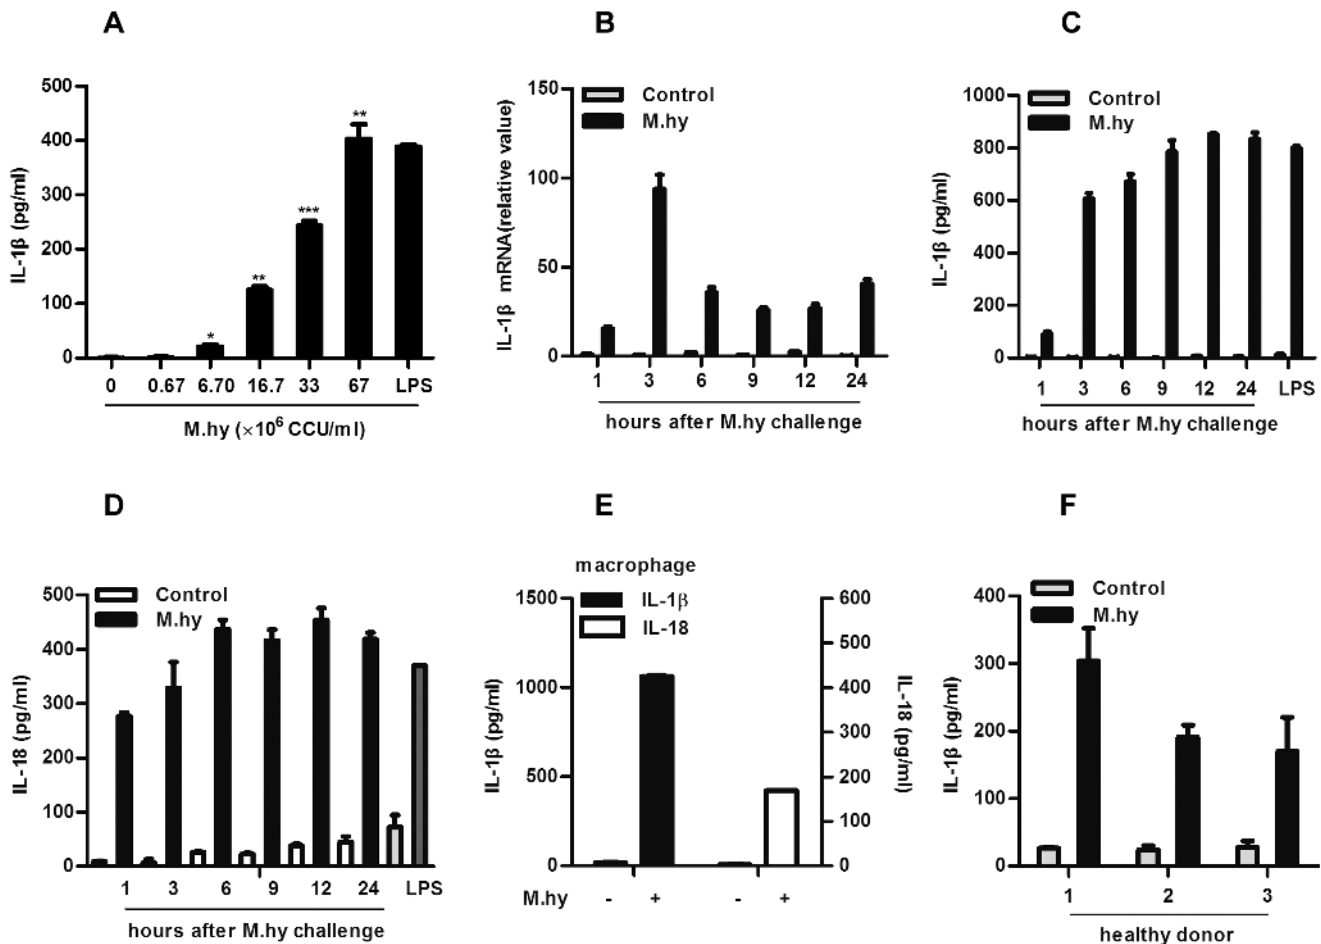 A
500
400
300
200
100
0
IL-1β (pg/ml)
*
**
***
**
0 0.67 6.70 16.7 33 67 LPS
M.hy (×10⁶ CCU/ml)
B
150
100
50
0
IL-1β mRNA(relative value)
Control
M.hy
1 3 6 9 12 24
hours after M.hy challenge
C
1000
800
600
400
200
0
IL-1β (pg/ml)
Control
M.hy
1 3 6 9 12 24 LPS
hours after M.hy challenge
D
500
400
300
200
100
0
IL-18 (pg/ml)
Control
M.hy
1 3 6 9 12 24 LPS
hours after M.hy challenge
E
macrophage
IL-1β
IL-18
1500
1000
500
0
IL-1β (pg/ml)
600
500
400
300
200
100
0
IL-18 (pg/ml)
M.hy - + - +
F
400
300
200
100
0
IL-1β (pg/ml)
Control
M.hy
1 2 3
healthy donor